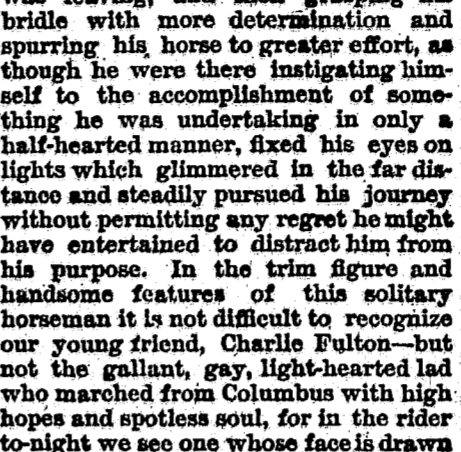 bridle with more determination and
spurring his horse to greater effort, as
though he were there instigating him-
self to the accomplishment of some-
thing he was undertaking in only a
half-hearted manner, fixed his eyes on
lights which glimmered in the far dis-
tance and steadily pursued his journey
without permitting any regret he might
have entertained to distract him from
his purpose. In the trim figure and
handsome features of this solitary
horseman it is not difficult to recognize
our young friend, Charlie Fulton—but
not the gallant, gay, light-hearted lad
who marched from Columbus with high
hopes and spotless soul, for in the rider
to-night we see one whose face is drawn